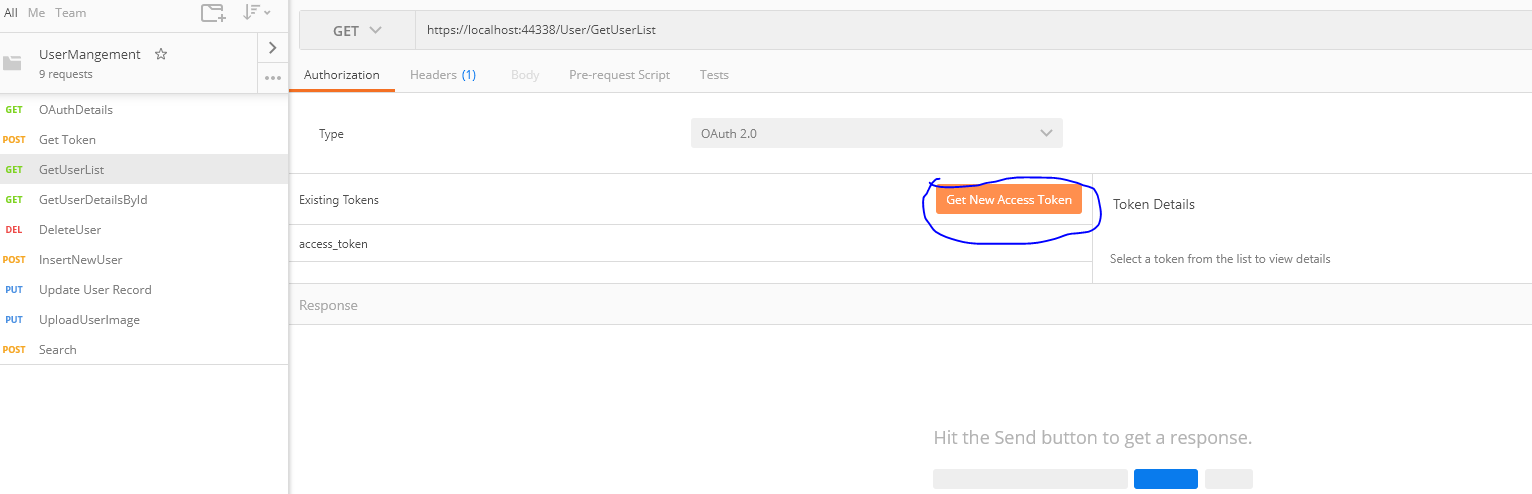 All Me Team
UserMangement
9 requests
GET OAuthDetails
POST Get Token
GET GetUserList
GET GetUserDetailsById
DEL DeleteUser
POST InsertNewUser
PUT Update User Record
PUT UploadUserImage
POST Search
GET https://localhost:44338/User/GetUserList
Authorization Headers (1) Body Pre-request Script Tests
Type OAuth 2.0
Existing Tokens Get New Access Token
access_token
Token Details
Select a token from the list to view details
Response
Hit the Send button to get a response.